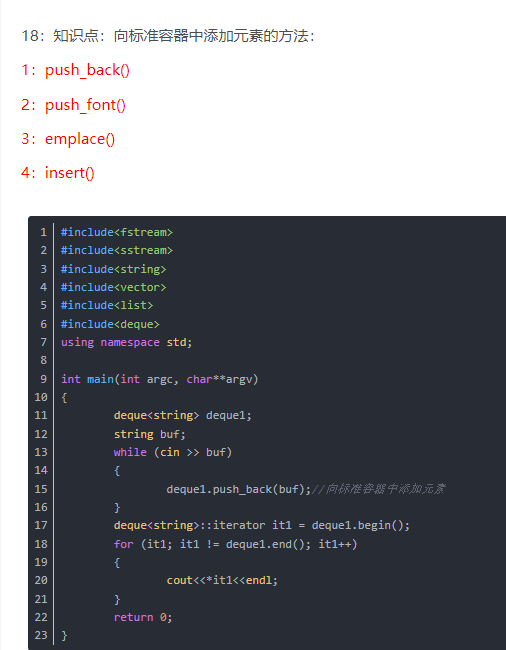 18：知识点：向标准容器中添加元素的方法：
1：push_back()
2：push_font()
3：emplace()
4：insert()
1 #include<fstream>
2 #include<sstream>
3 #include<string>
4 #include<vector>
5 #include<list>
6 #include<deque>
7 using namespace std;
8
9 int main(int argc, char**argv)
10 {
11 deque<string> deque1;
12 string buf;
13 while (cin >> buf)
14 {
15 deque1.push_back(buf);//向标准容器中添加元素
16 }
17 deque<string>::iterator it1 = deque1.begin();
18 for (it1; it1 != deque1.end(); it1++)
19 {
20 cout<<*it1<<endl;
21 }
22 return 0;
23 }